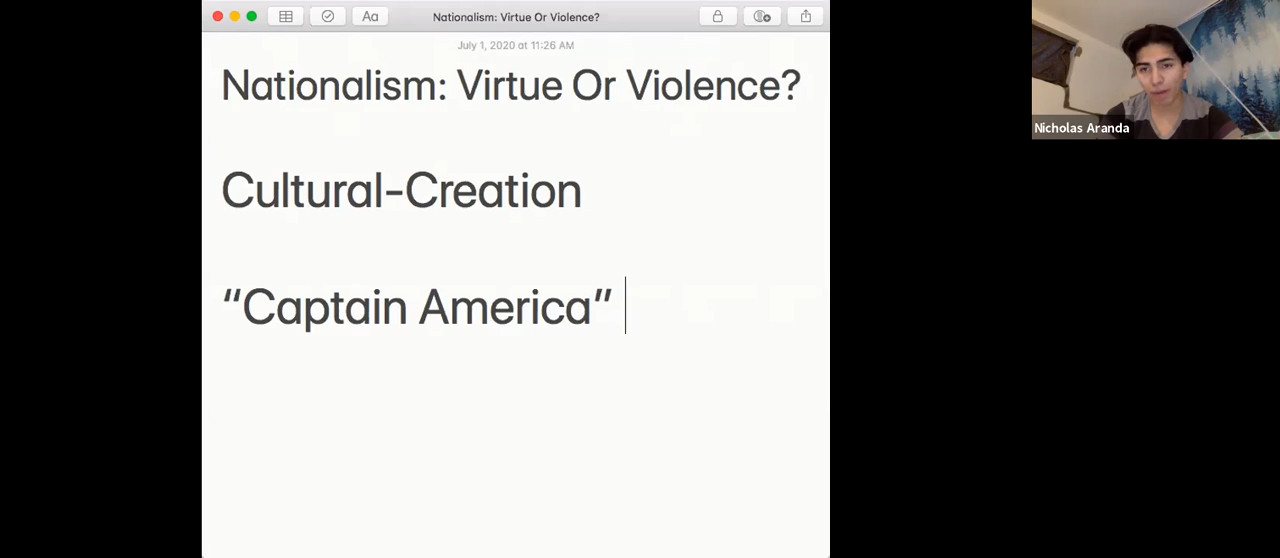 Aa
Nationalism: Virtue Or Violence?
July 1, 2020 at 11:26 AM
Nationalism: Virtue Or Violence?
Cultural-Creation
“Captain America”
Nicholas Aranda